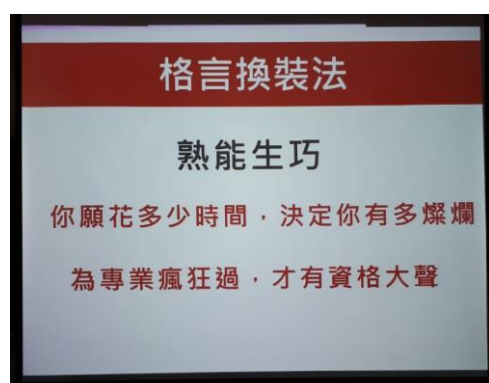 格言換裝法
熟能生巧
你願花多少時間，決定你有多燦爛
為專業瘋狂過，才有資格大聲